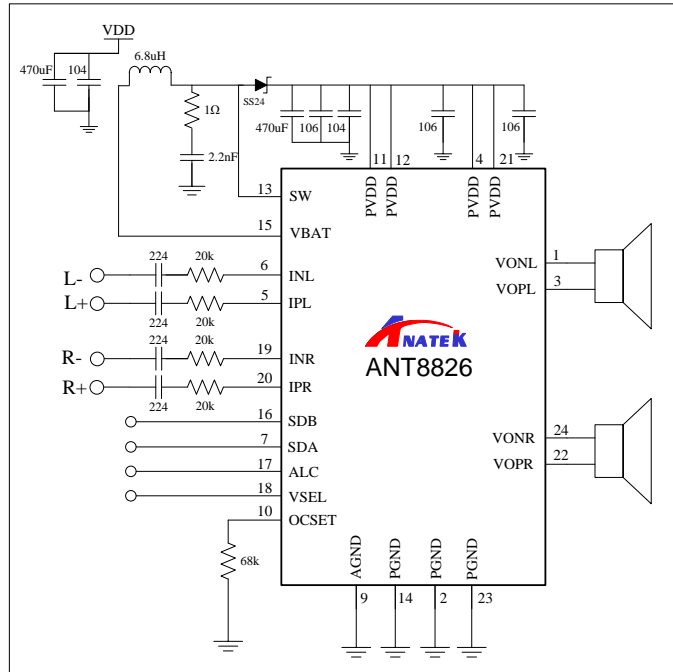 VDD
470uF 104
6.8uH
1Ω
2.2nF
SS24
470uF 106 104
106
106
13 SW
15 VBAT
11 PVDD
12 PVDD
4 PVDD
21 PVDD
L- 224 20k 6 INL
L+ 224 20k 5 IPL
R- 224 20k 19 INR
R+ 224 20k 20 IPR
16 SDB
7 SDA
17 ALC
18 VSEL
10 OCSET
68k
ANATEK
ANT8826
VONL 1
VOPL 3
VONR 24
VOPR 22
AGND 9
PGND 14
PGND 2
PGND 23